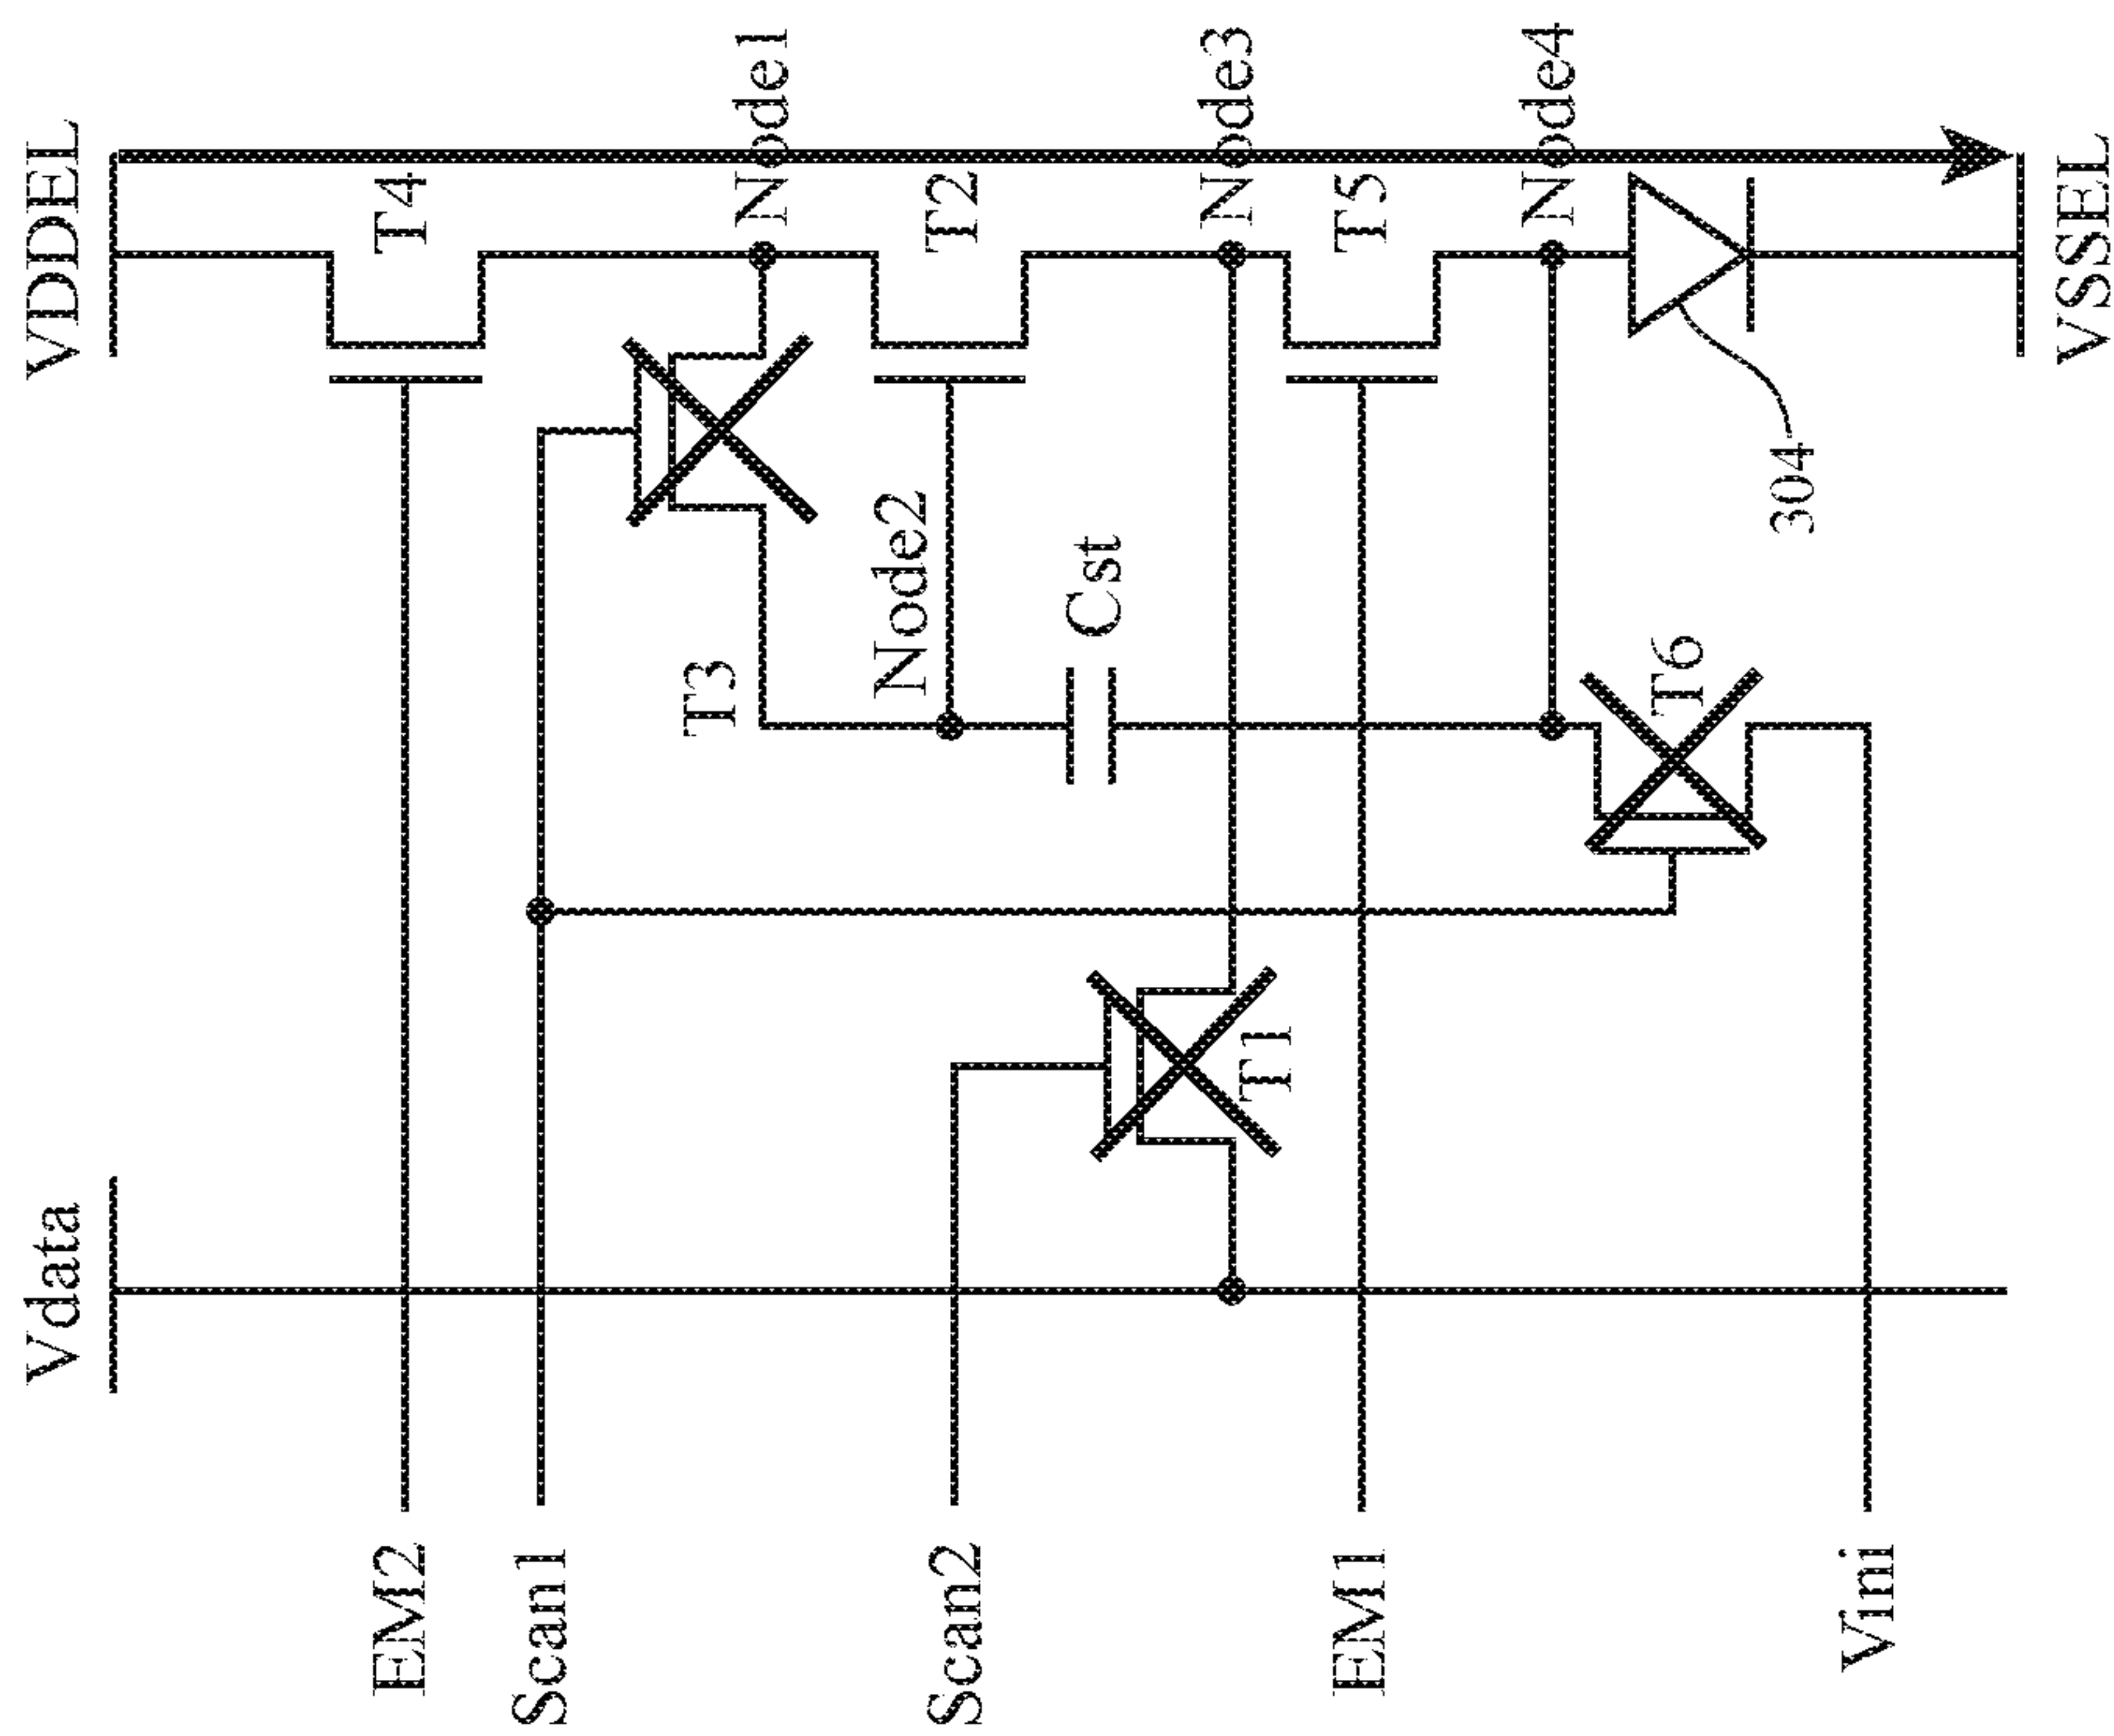 VDDEL
T4
Node1
T2
Node3
T5
Node4
VSSEL
304
T3
Node2
Cst
T6
T1
Vdata
EM2
Scan1
Scan2
EM1
Vini